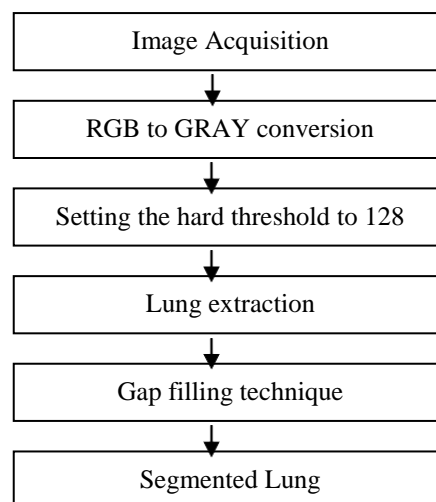 Image Acquisition
RGB to GRAY conversion
Setting the hard threshold to 128
Lung extraction
Gap filling technique
Segmented Lung